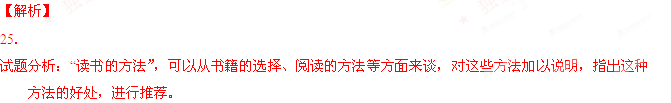 【解析】
25.
试题分析：“读书的方法”，可以从书籍的选择、阅读的方法等方面来谈，对这些方法加以说明，指出这种
方法的好处，进行推荐。